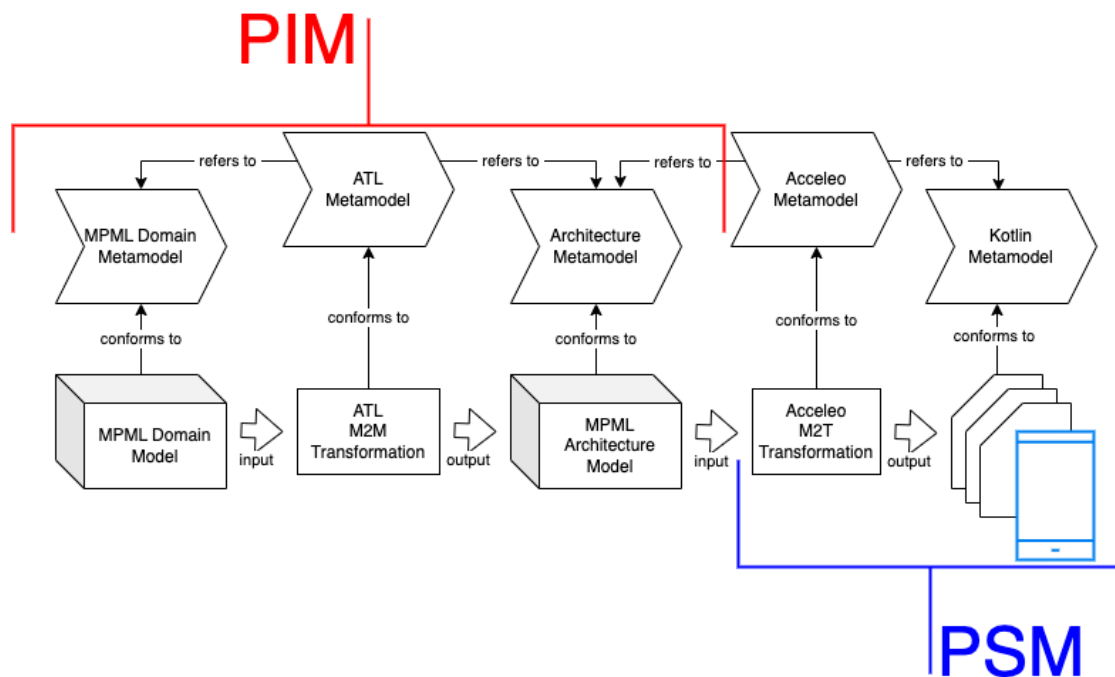 PIM
refers to
refers to
refers to
refers to
ATL
Metamodel
Acceleo
Metamodel
MPML Domain
Metamodel
Architecture
Metamodel
Kotlin
Metamodel
conforms to
conforms to
conforms to
conforms to
conforms to
MPML Domain
Model
input
ATL
M2M
Transformation
output
MPML
Architecture
Model
input
Acceleo
M2T
Transformation
output
PSM